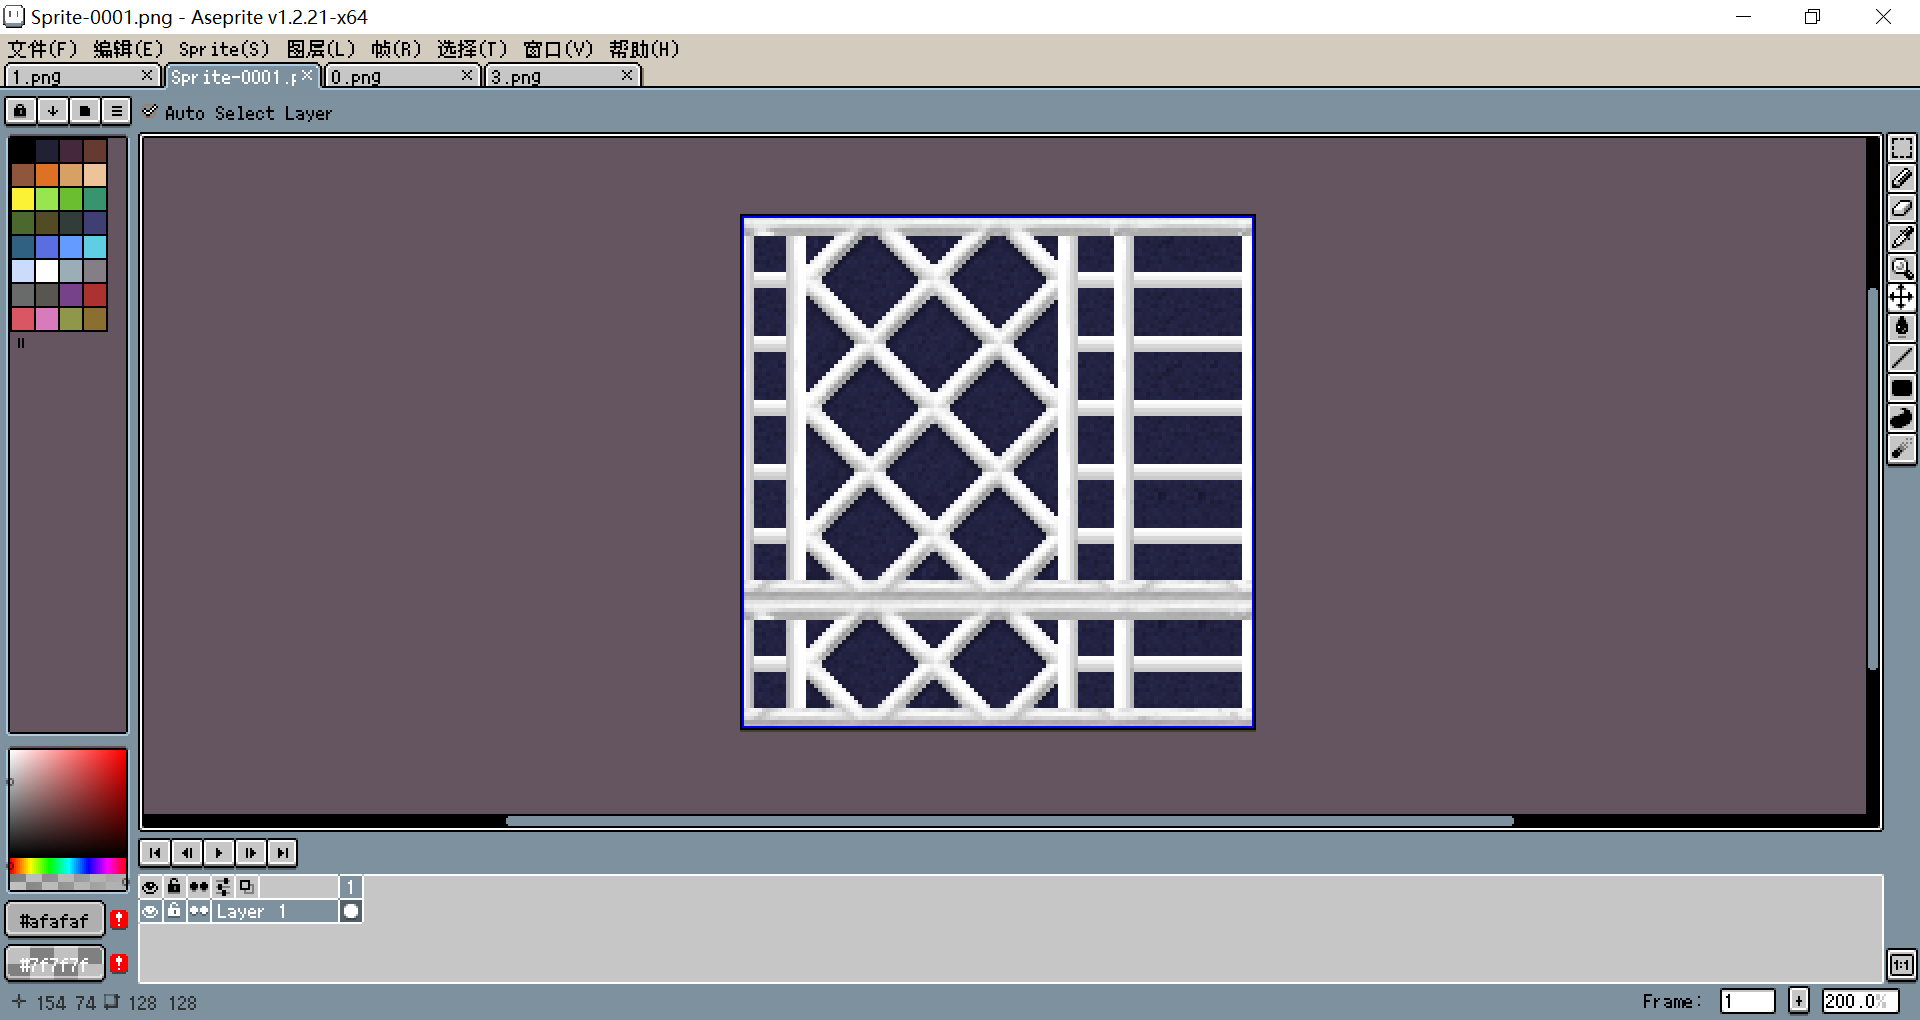 Sprite-0001.png - Aseprite v1.2.21-x64
文件(F) 编辑(E) Sprite(S) 图层(L) 帧(R) 选择(T) 窗口(V) 帮助(H)
1.png Sprite-0001.p 0.png 3.png
Auto Select Layer
1
Layer 1
#afafaf
#7f7f7f
1:1
154 74 128 128
Frame: 1 + 200.0%